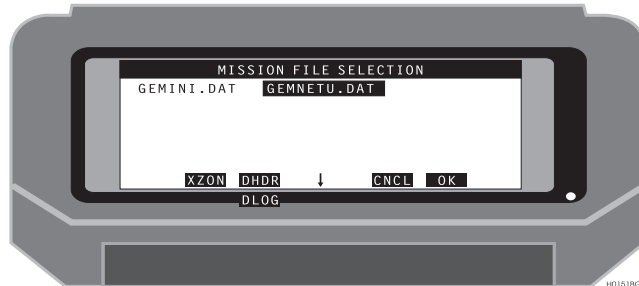 MISSION FILE SELECTION
GEMINI.DAT GEMNETU.DAT
XZON DHDR ↓ CNCL OK
DLOG
H0151BG